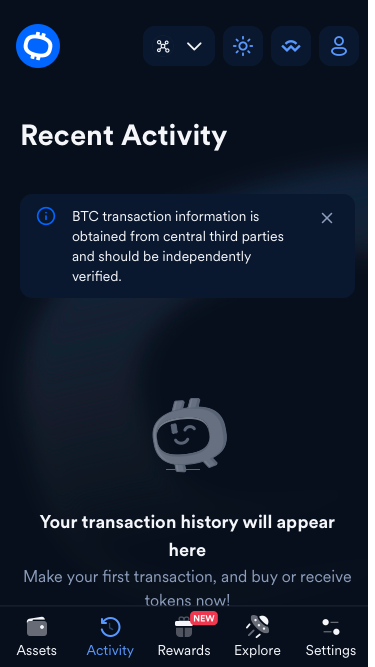 Recent Activity
BTC transaction information is
obtained from central third parties
and should be independently
verified.
Your transaction history will appear
here
Make your first transaction, and buy or receive
tokens now!
NEW
Assets
Activity
Rewards
Explore
Settings